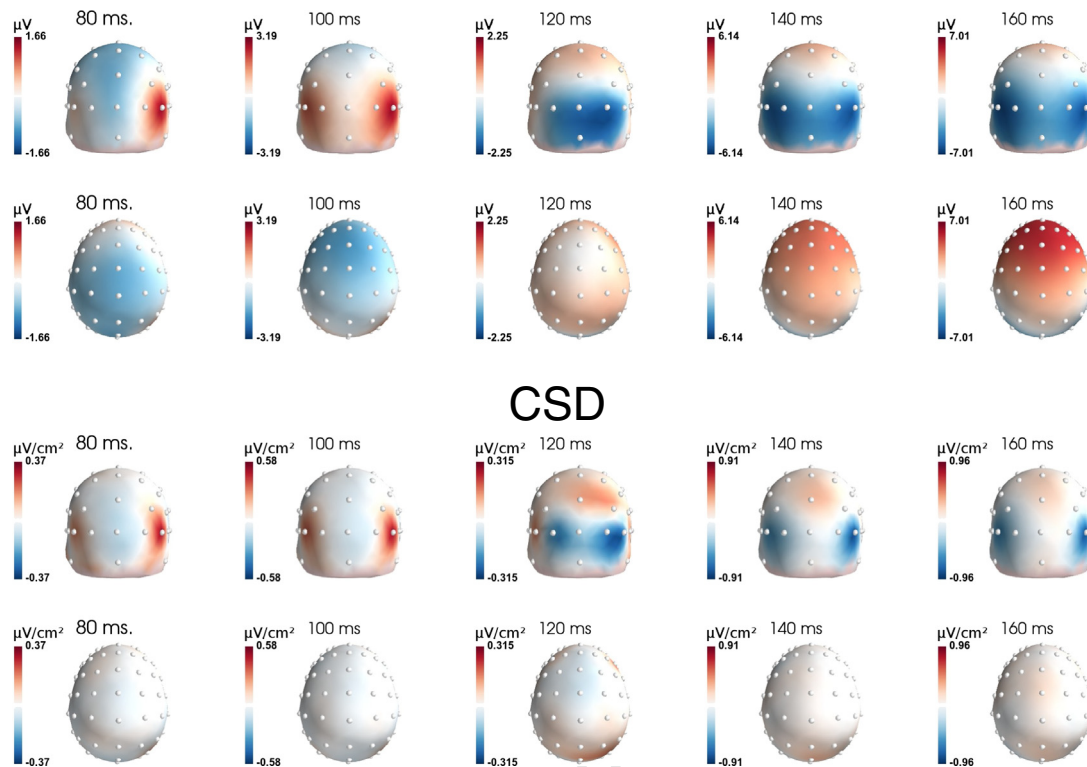 80 ms. 100 ms 120 ms 140 ms 160 ms
µV µV µV µV µV
1.66 3.19 2.25 6.14 7.01
-1.66 -3.19 -2.25 -6.14 -7.01
80 ms. 100 ms 120 ms 140 ms 160 ms
µV µV µV µV µV
1.66 3.19 2.25 6.14 7.01
-1.66 -3.19 -2.25 -6.14 -7.01
CSD
80 ms. 100 ms 120 ms 140 ms 160 ms
µV/cm² µV/cm² µV/cm² µV/cm² µV/cm²
0.37 0.58 0.315 0.91 0.96
-0.37 -0.58 -0.315 -0.91 -0.96
80 ms. 100 ms 120 ms 140 ms 160 ms
µV/cm² µV/cm² µV/cm² µV/cm² µV/cm²
0.37 0.58 0.315 0.91 0.96
-0.37 -0.58 -0.315 -0.91 -0.96